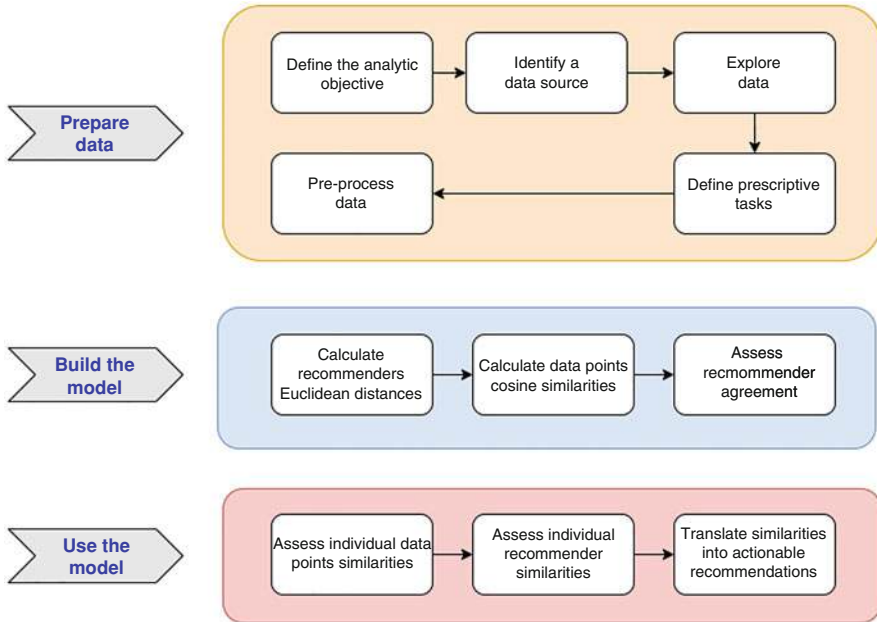 Prepare
data
Define the analytic
objective
Identify a
data source
Explore
data
Define prescriptive
tasks
Pre-process
data
Build the
model
Calculate
recommenders
Euclidean distances
Calculate data points
cosine similarities
Assess
recmommender
agreement
Use the
model
Assess individual data
points similarities
Assess individual
recommender
similarities
Translate similarities
into actionable
recommendations